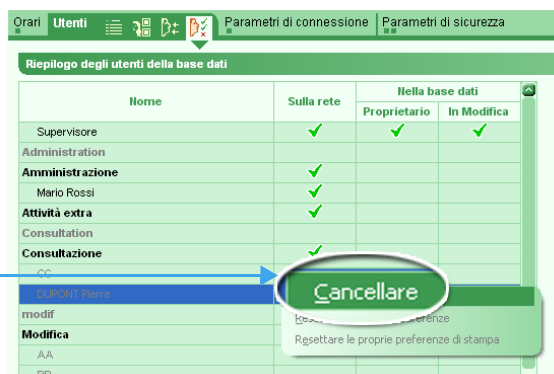 Orari Utenti Parametri di connessione Parametri di sicurezza
Riepilogo degli utenti della base dati
Nome Sulla rete Nella base dati
Proprietario In Modifica
Supervisore
Administration
Amministrazione
Mario Rossi
Attività extra
Consultation
Consultazione
CC
DUPONT Pierre
Cancellare
modif
Modifica
Resettare le proprie preferenze di stampa
AA